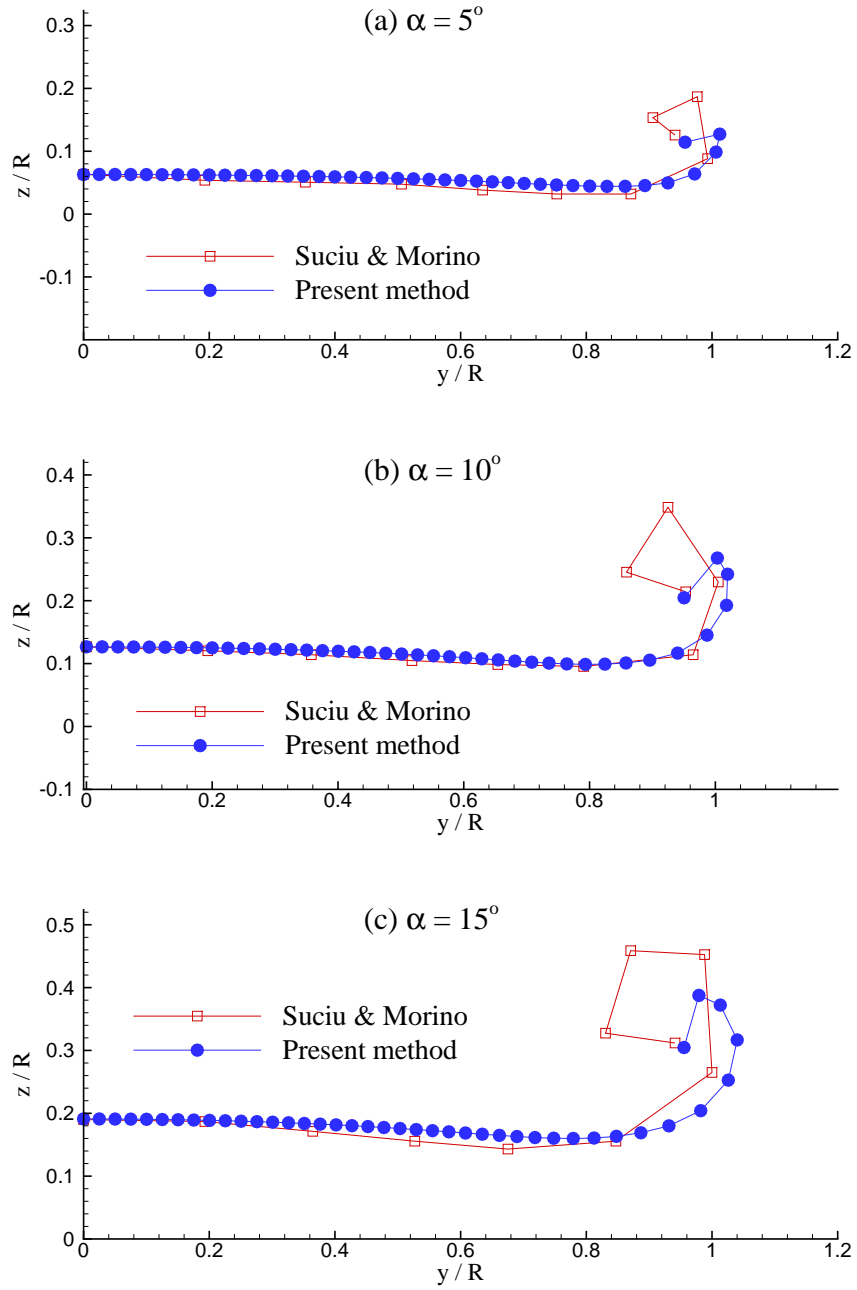 (a) α = 5°
0.3
0.2
0.1
0
-0.1
z / R
Suciu & Morino
Present method
0 0.2 0.4 0.6 0.8 1 1.2
y / R
(b) α = 10°
0.4
0.3
0.2
0.1
0
-0.1
z / R
Suciu & Morino
Present method
0 0.2 0.4 0.6 0.8 1
y / R
(c) α = 15°
0.5
0.4
0.3
0.2
0.1
0
z / R
Suciu & Morino
Present method
0 0.2 0.4 0.6 0.8 1 1.2
y / R